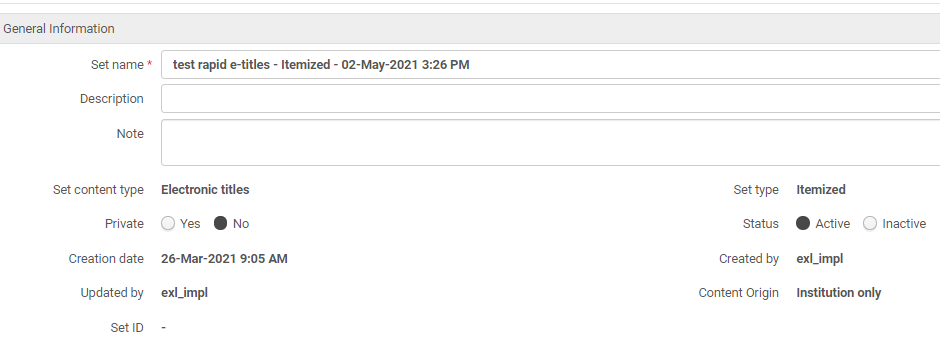 General Information
Set name * test rapid e-titles - Itemized - 02-May-2021 3:26 PM
Description
Note
Set content type Electronic titles Set type Itemized
Private Yes No Status Active Inactive
Creation date 26-Mar-2021 9:05 AM Created by exl_impl
Updated by exl_impl Content Origin Institution only
Set ID -